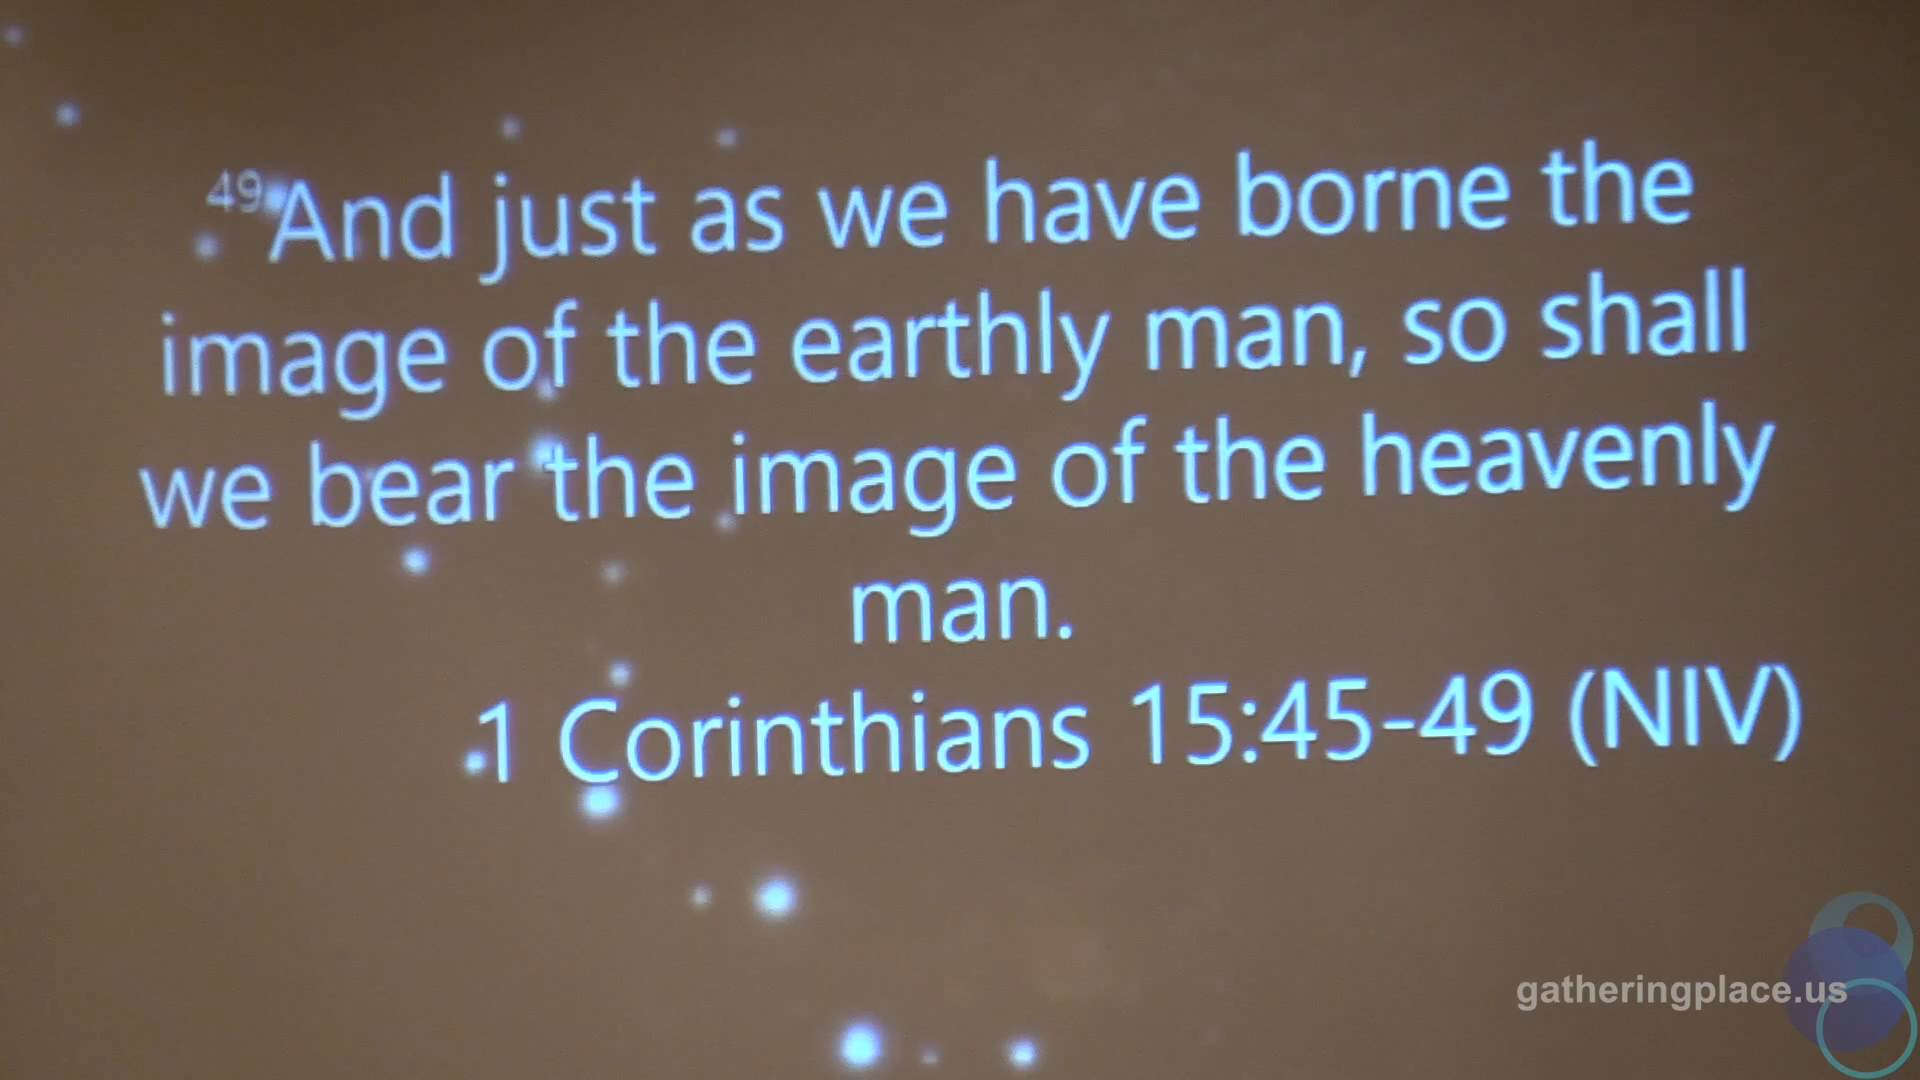 49 And just as we have borne the
image of the earthly man, so shall
we bear the image of the heavenly
man.
1 Corinthians 15:45-49 (NIV)
gatheringplace.us